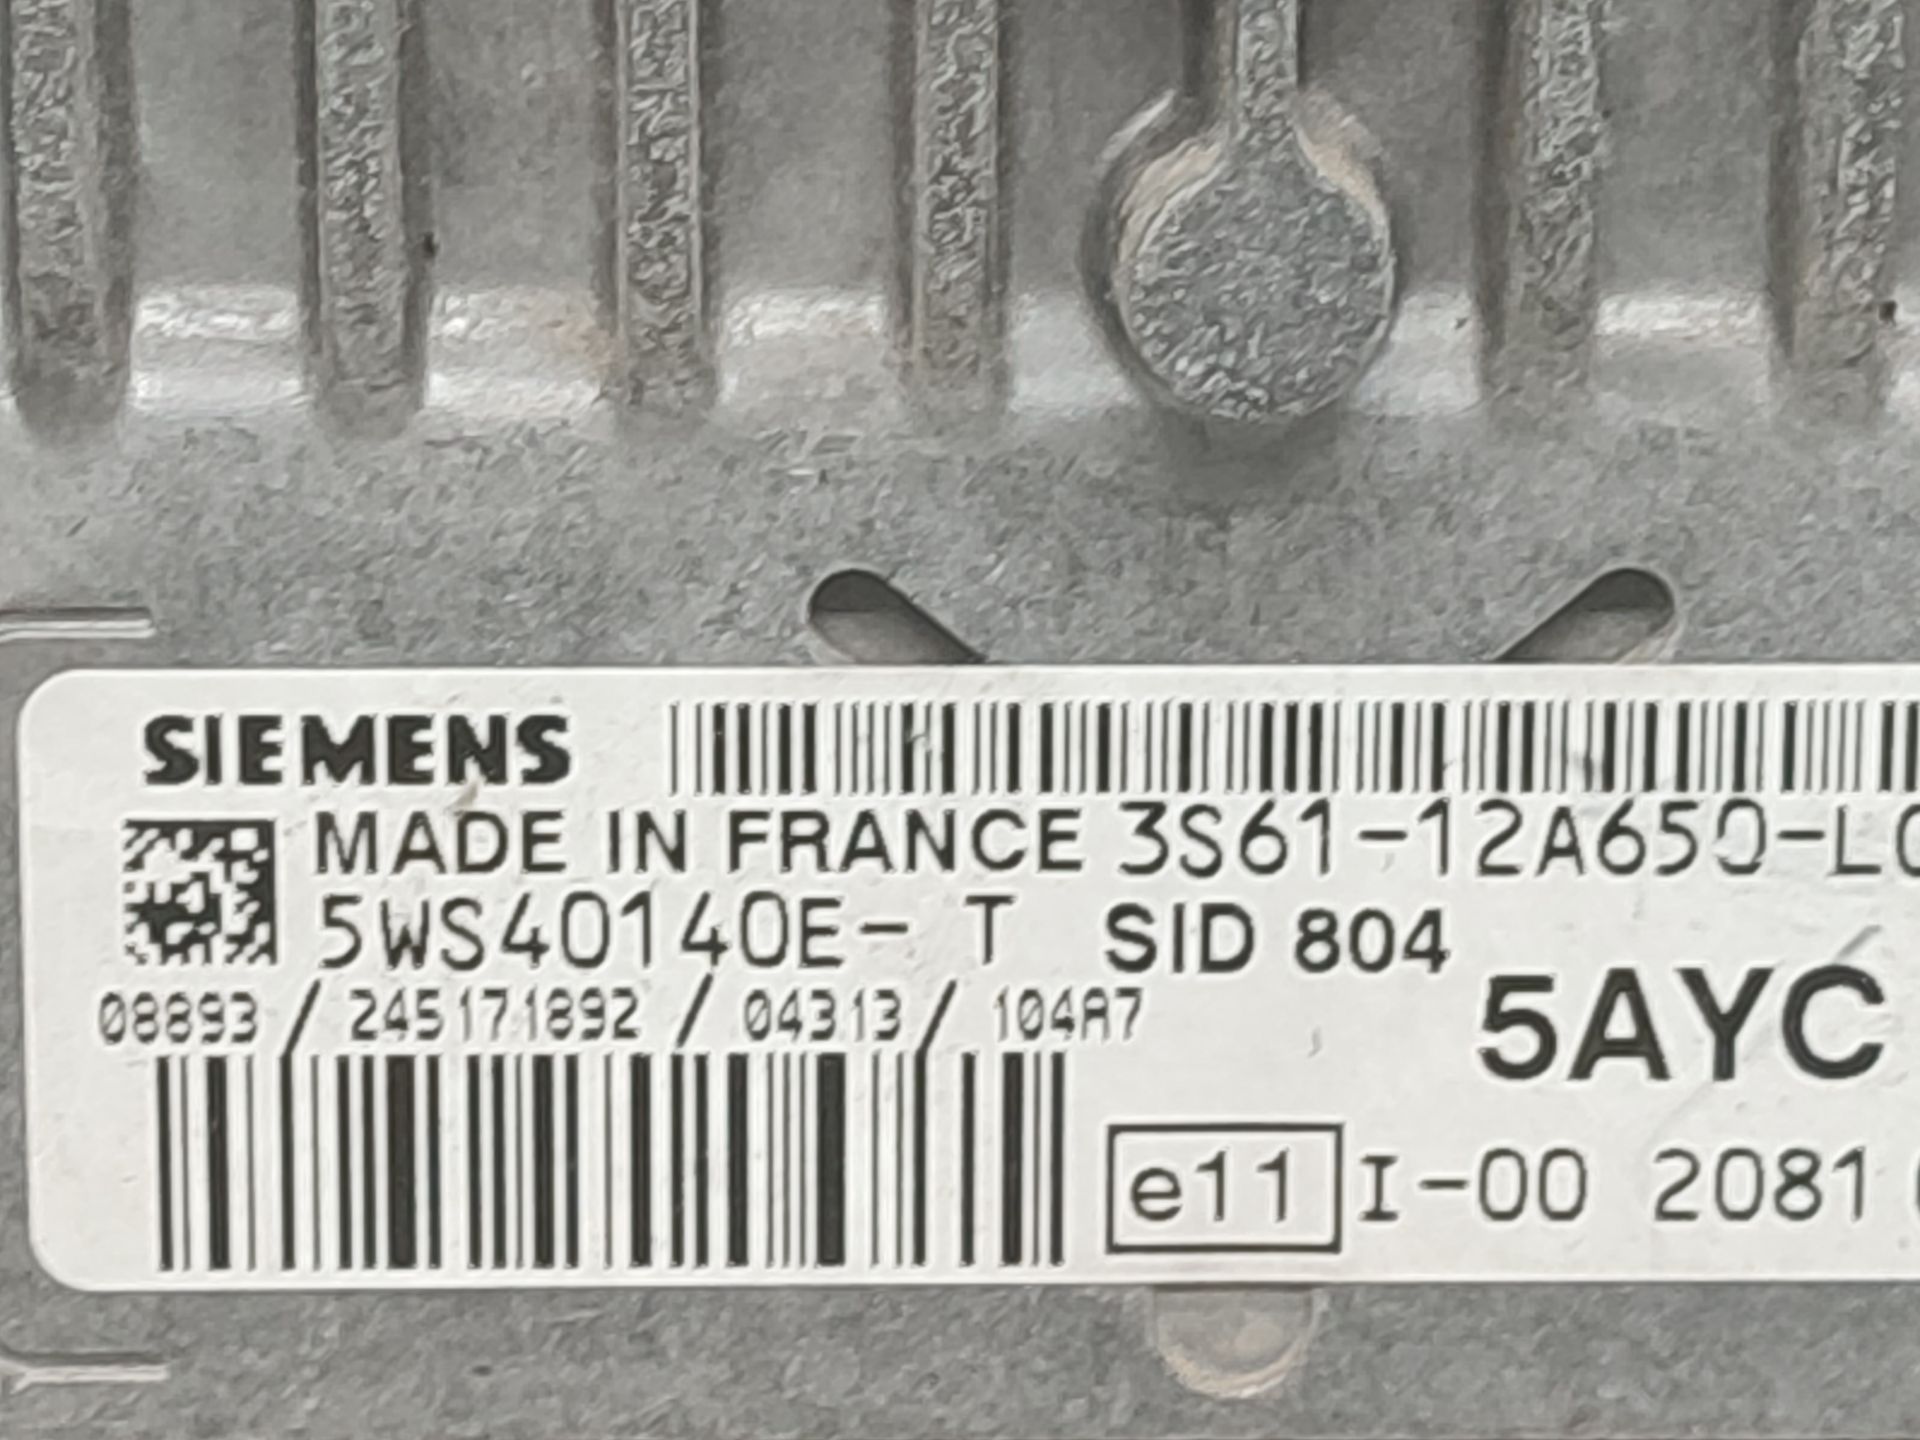 SIEMENS
MADE IN FRANCE 3S61-12A650-L
5WS40140E- T SID 804
5AYC
08893 / 245171892 / 04313 / 104A7
e11 I-00 2081